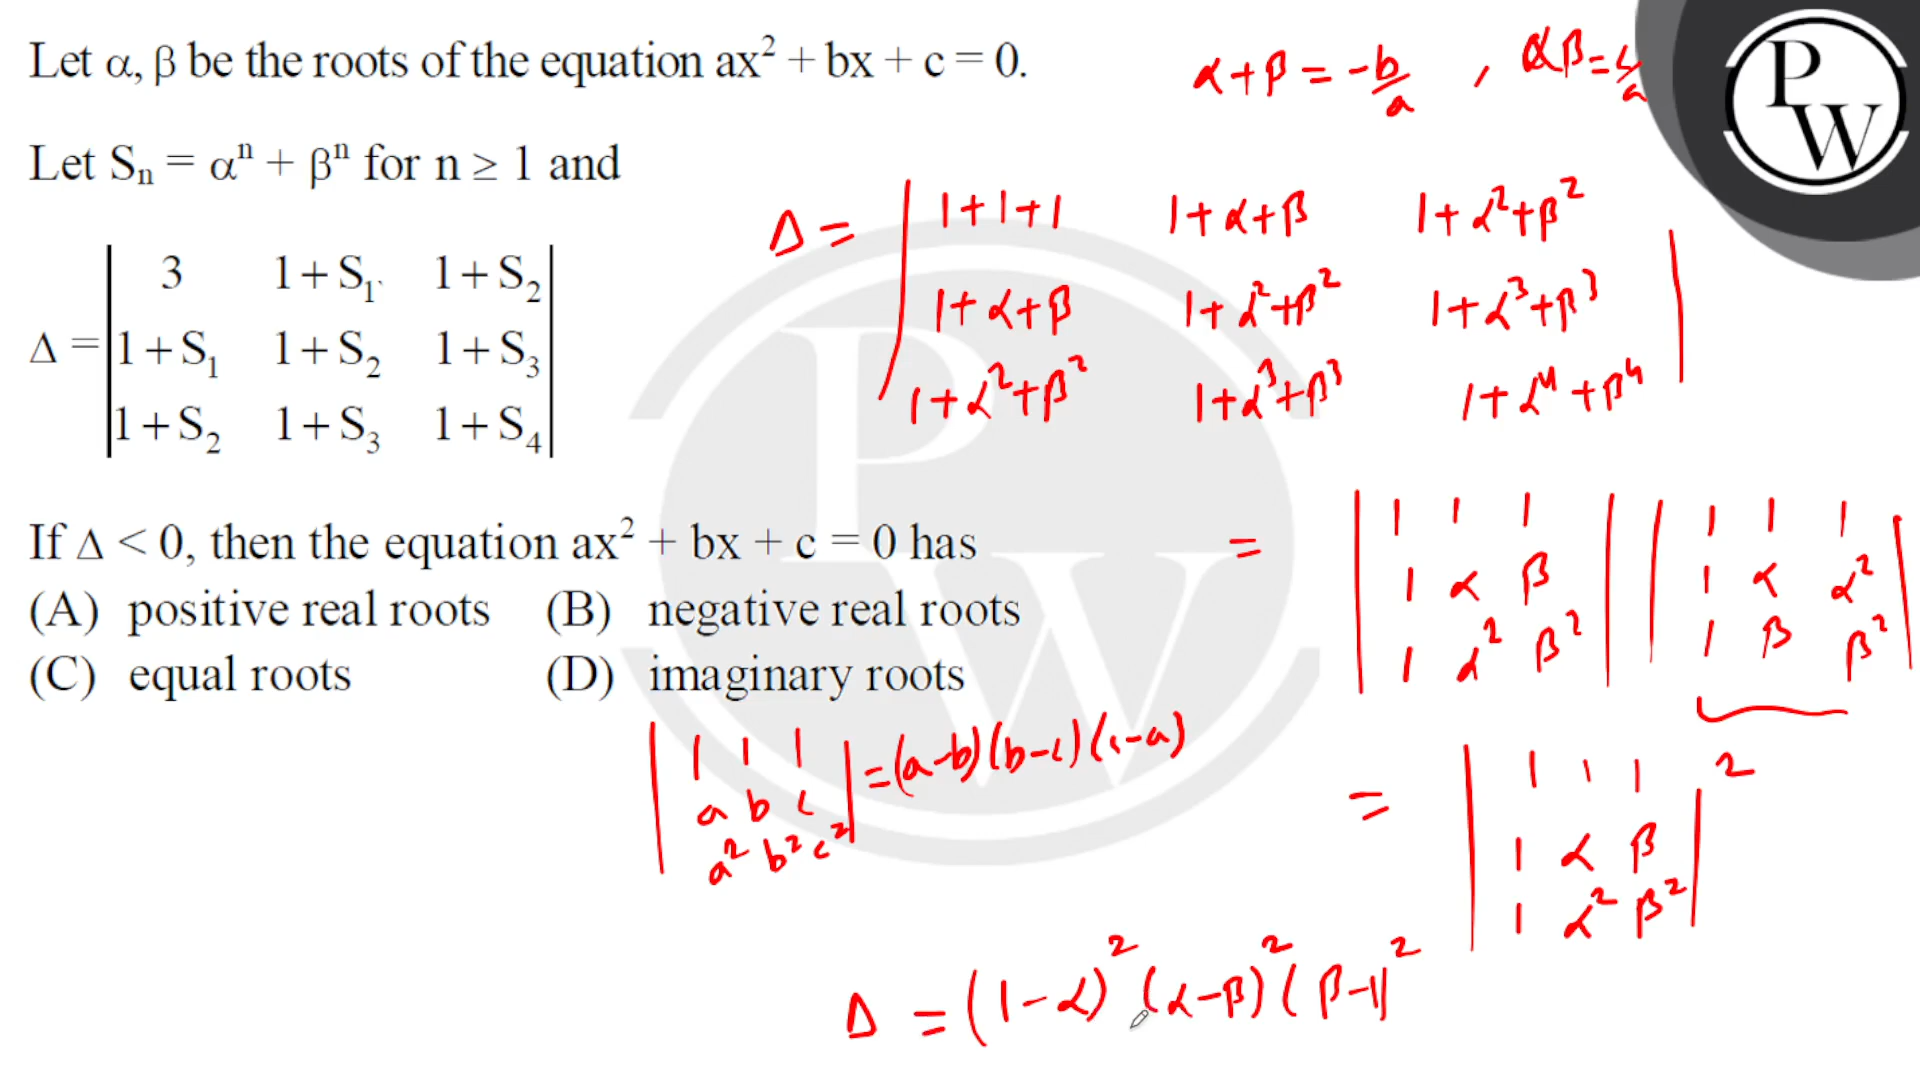 Let α, β be the roots of the equation ax² + bx + c = 0.
Let Sₙ = αⁿ + βⁿ for n ≥ 1 and
Δ = | 3 1+S₁ 1+S₂ |
| 1+S₁ 1+S₂ 1+S₃ |
| 1+S₂ 1+S₃ 1+S₄ |
If Δ < 0, then the equation ax² + bx + c = 0 has
(A) positive real roots (B) negative real roots
(C) equal roots (D) imaginary roots
α+β = -b/a , αβ = c/a
Δ = | 1+1+1 1+α+β 1+α²+β² |
| 1+α+β 1+α²+β² 1+α³+β³ |
| 1+α²+β² 1+α³+β³ 1+α⁴+β⁴ |
= | 1 1 1 | | 1 1 1 |
| 1 α β | | 1 α α² |
| 1 α² β² | | 1 β β² |
| 1 1 1 | = (a-b)(b-c)(c-a)
| a b c |
| a² b² c² |
= | 1 1 1 |²
| 1 α β |
| 1 α² β² |
Δ = (1-α)² (α-β)² (β-1)²
PW
PW